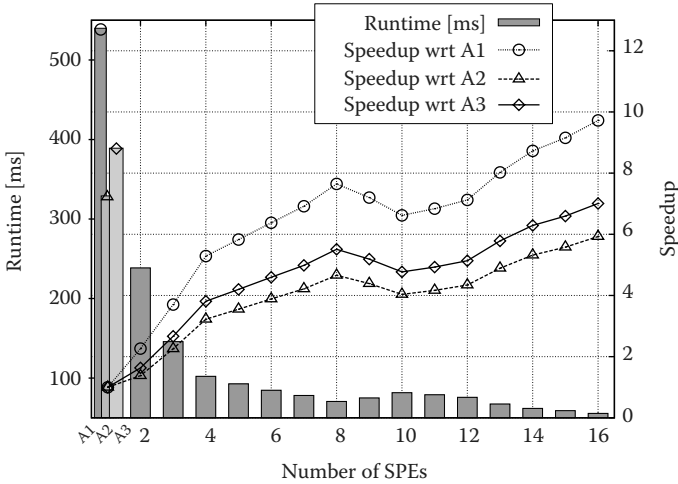 Runtime [ms]
Speedup wrt A1
Speedup wrt A2
Speedup wrt A3
500
400
300
200
100
Runtime [ms]
12
10
8
6
4
2
0
Speedup
A1
A2
A3
2
4
6
8
10
12
14
16
Number of SPEs